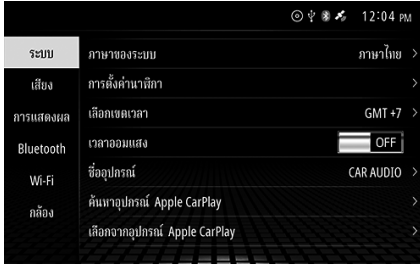 12:04 PM
ระบบ
ภาษาของระบบ ภาษาไทย
เสียง
การตั้งค่านาฬิกา
การแสดงผล
เลือกเขตเวลา GMT +7
Bluetooth
เวลาออมแสง OFF
Wi-Fi
ชื่ออุปกรณ์ CAR AUDIO
กล้อง
ค้นหาอุปกรณ์ Apple CarPlay
เลือกจากอุปกรณ์ Apple CarPlay